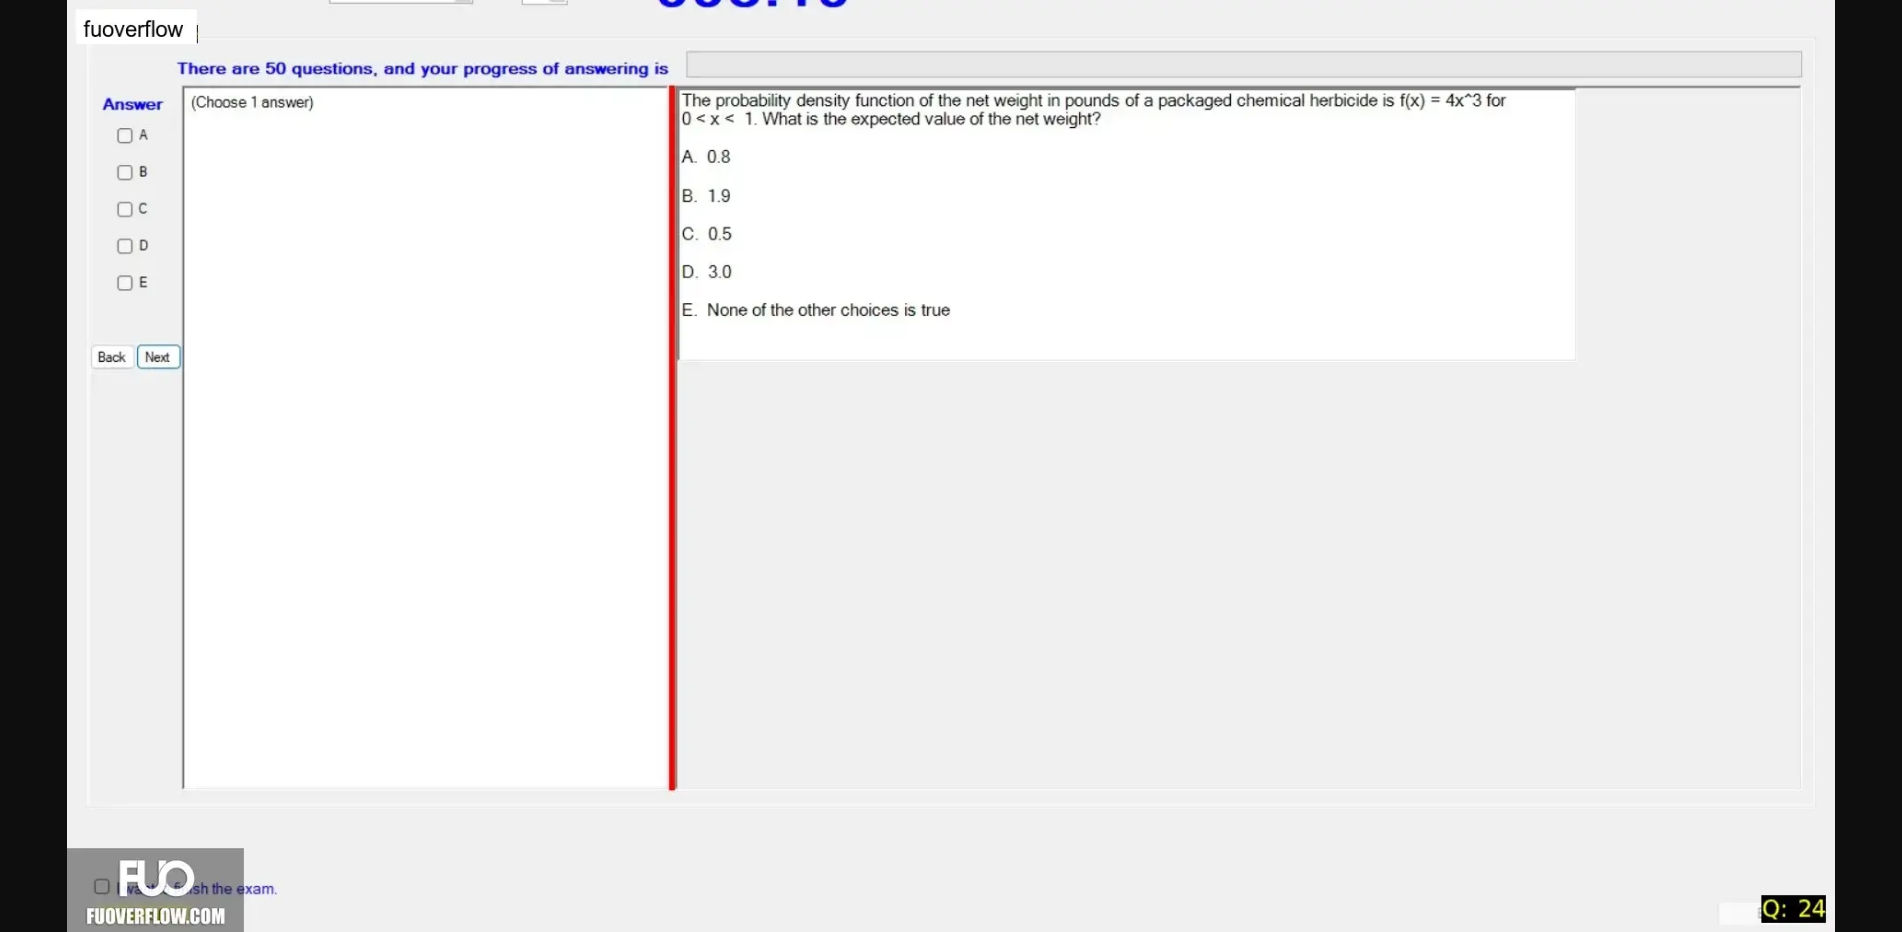 fuoverflow
There are 50 questions, and your progress of answering is
Answer
(Choose 1 answer)
A
B
C
D
E
Back Next
The probability density function of the net weight in pounds of a packaged chemical herbicide is f(x) = 4x^3 for
0 < x < 1. What is the expected value of the net weight?
A. 0.8
B. 1.9
C. 0.5
D. 3.0
E. None of the other choices is true
FUO
the exam.
FUOVERFLOW.COM
Q: 24